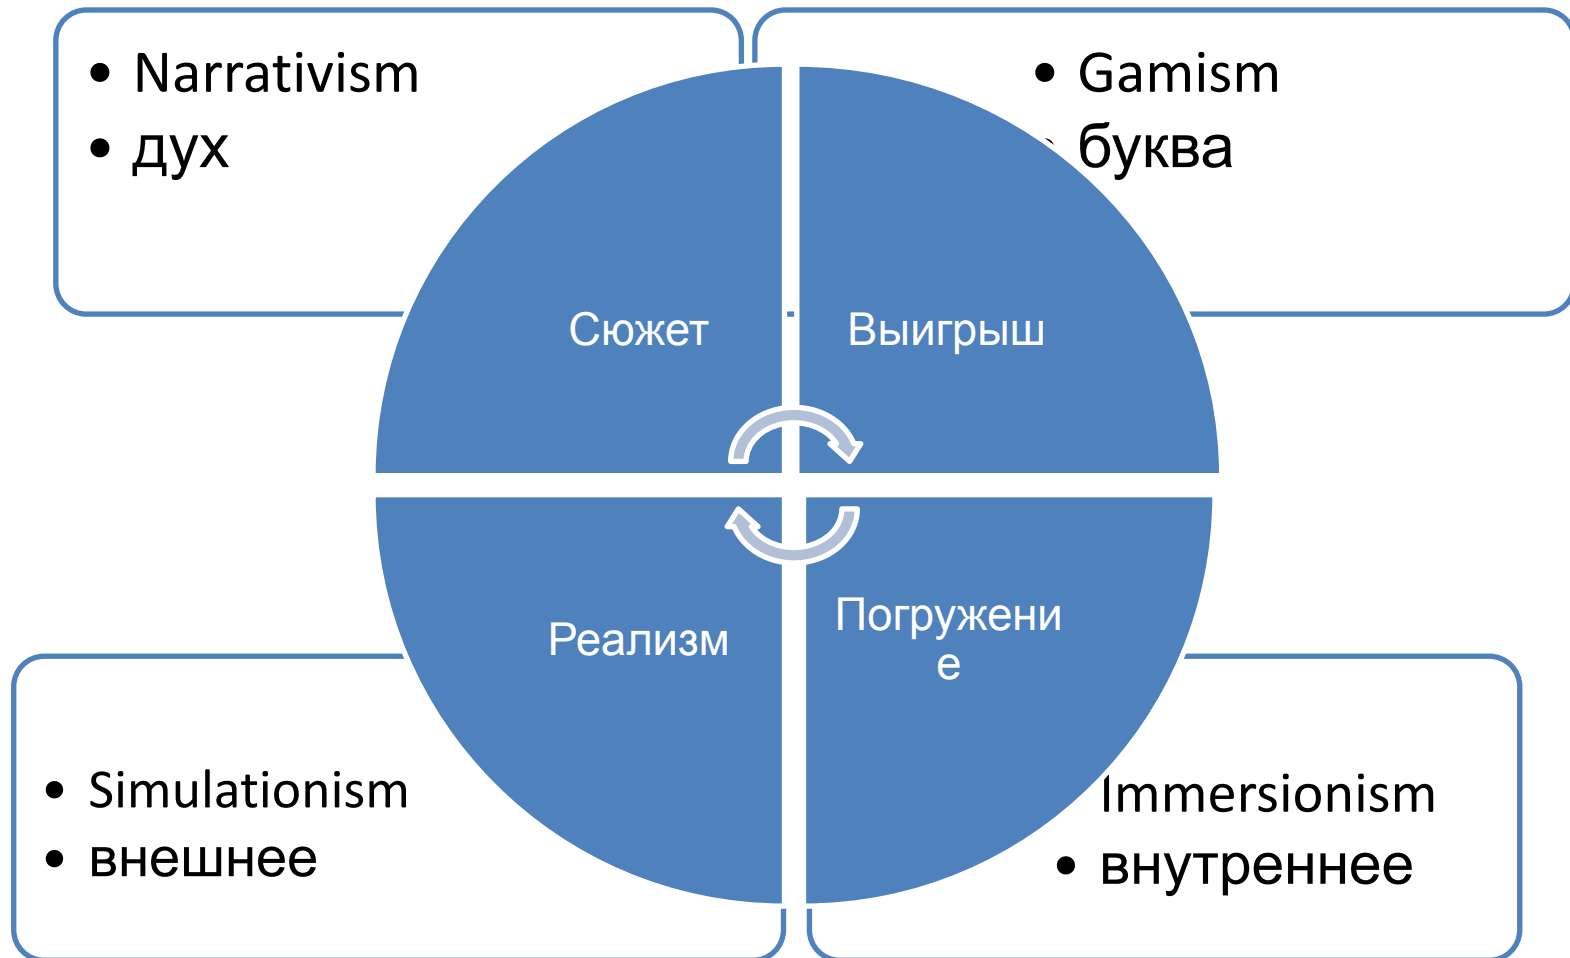 • Narrativism
• дух
• Gamism
• буква
Сюжет
Выигрыш
Реализм
Погружени
е
• Simulationism
• внешнее
Immersionism
• внутреннее